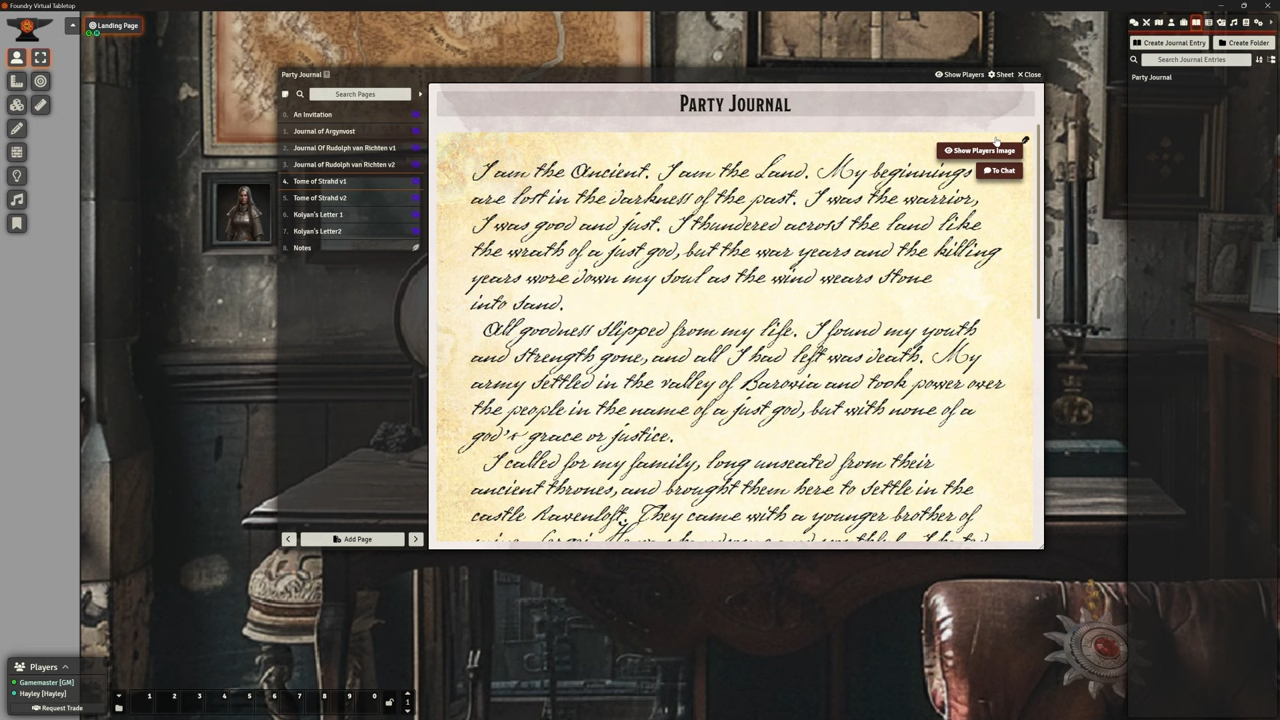 Foundry Virtual Tabletop
Landing Page
G H
Create Journal Entry
Create Folder
Search Journal Entries
Party Journal
Party Journal
Show Players
Sheet
Close
Search Pages
0. An Invitation
1. Journal of Argynvost
2. Journal Of Rudolph van Richten v1
3. Journal of Rudolph van Richten v2
4. Tome of Strahd v1
5. Tome of Strahd v2
6. Kolyan's Letter 1
7. Kolyan's Letter2
8. Notes
Add Page
Party Journal
Show Players Image
To Chat
I am the Ancient. I am the Land. My beginnings
are lost in the darkness of the past. I was the warrior,
I was good and just. I thundered across the land like
the wrath of a just god, but the war years and the killing
years wore down my soul as the wind wears stone
into sand.
All goodness slipped from my life. I found my youth
and strength gone, and all I had left was death. My
army settled in the valley of Barovia and took power over
the people in the name of a just god, but with none of a
god's grace or justice.
I called for my family, long unseated from their
ancient thrones, and brought them here to settle in the
castle Ravenloft. They came with a younger brother of
Players
Gamemaster [GM]
Hayley [Hayley]
Request Trade
1 2 3 4 5 6 7 8 9 0
1